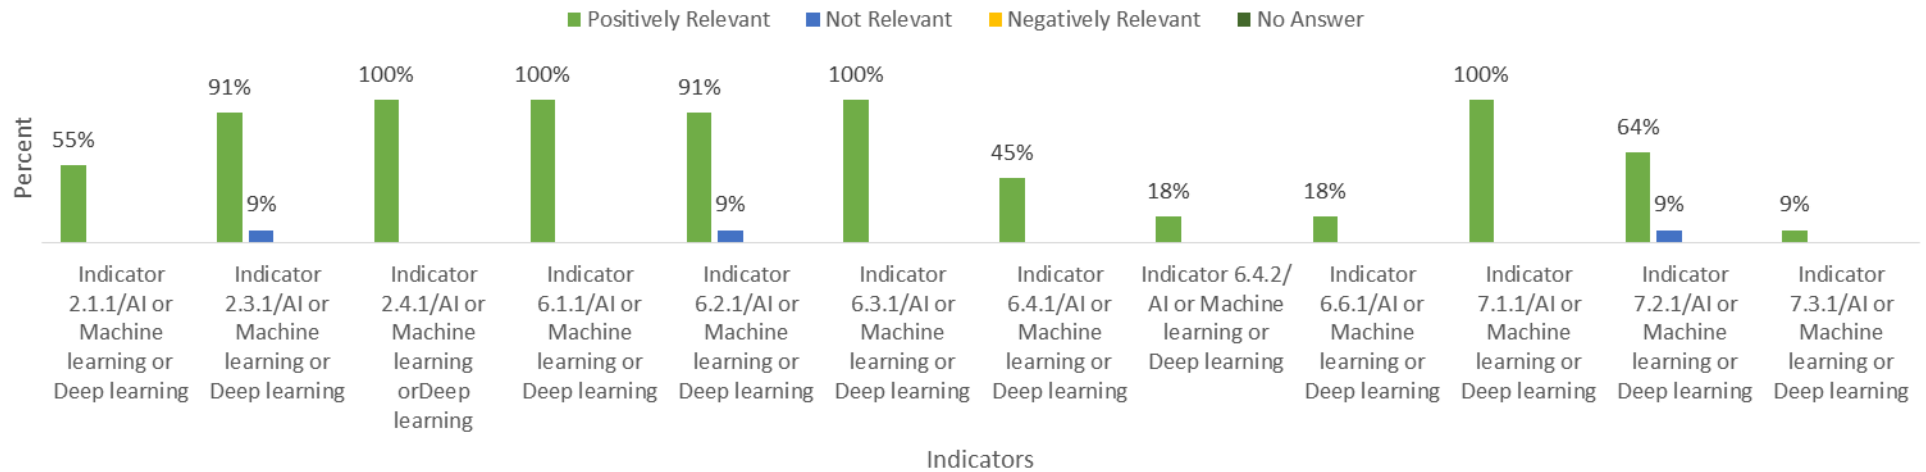 Positively Relevant Not Relevant Negatively Relevant No Answer
Percent
55%
91%
9%
100%
100%
91%
9%
100%
45%
18%
18%
100%
64%
9%
9%
Indicator
2.1.1/AI or
Machine
learning or
Deep learning
Indicator
2.3.1/AI or
Machine
learning or
Deep learning
Indicator
2.4.1/AI or
Machine
learning
orDeep
learning
Indicator
6.1.1/AI or
Machine
learning or
Deep learning
Indicator
6.2.1/AI or
Machine
learning or
Deep learning
Indicator
6.3.1/AI or
Machine
learning or
Deep learning
Indicator
6.4.1/AI or
Machine
learning or
Deep learning
Indicator 6.4.2/
AI or Machine
learning or
Deep learning
Indicator
6.6.1/AI or
Machine
learning or
Deep learning
Indicator
7.1.1/AI or
Machine
learning or
Deep learning
Indicator
7.2.1/AI or
Machine
learning or
Deep learning
Indicator
7.3.1/AI or
Machine
learning or
Deep learning
Indicators